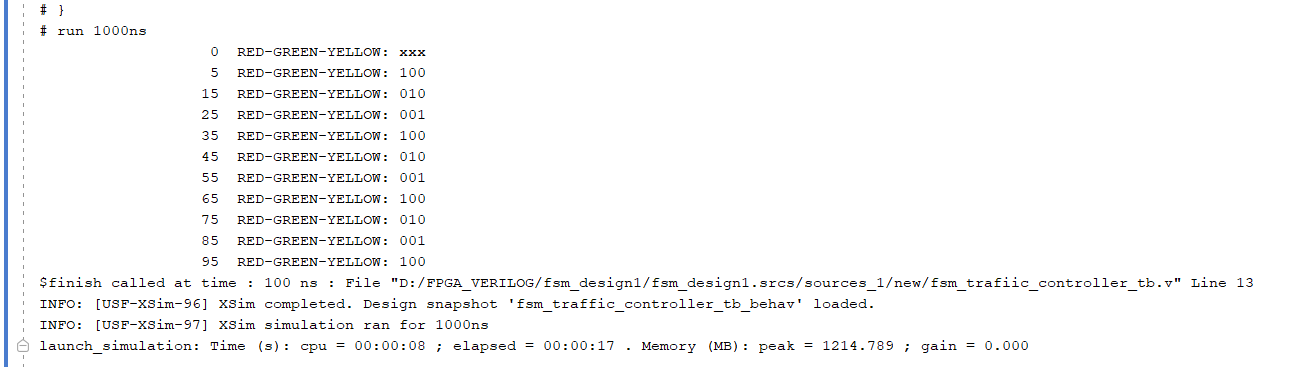 # }
# run 1000ns
0 RED-GREEN-YELLOW: xxx
5 RED-GREEN-YELLOW: 100
15 RED-GREEN-YELLOW: 010
25 RED-GREEN-YELLOW: 001
35 RED-GREEN-YELLOW: 100
45 RED-GREEN-YELLOW: 010
55 RED-GREEN-YELLOW: 001
65 RED-GREEN-YELLOW: 100
75 RED-GREEN-YELLOW: 010
85 RED-GREEN-YELLOW: 001
95 RED-GREEN-YELLOW: 100
$finish called at time : 100 ns : File "D:/FPGA_VERILOG/fsm_design1/fsm_design1.srcs/sources_1/new/fsm_trafiic_controller_tb.v" Line 13
INFO: [USF-XSim-96] XSim completed. Design snapshot 'fsm_traffic_controller_tb_behav' loaded.
INFO: [USF-XSim-97] XSim simulation ran for 1000ns
launch_simulation: Time (s): cpu = 00:00:08 ; elapsed = 00:00:17 . Memory (MB): peak = 1214.789 ; gain = 0.000